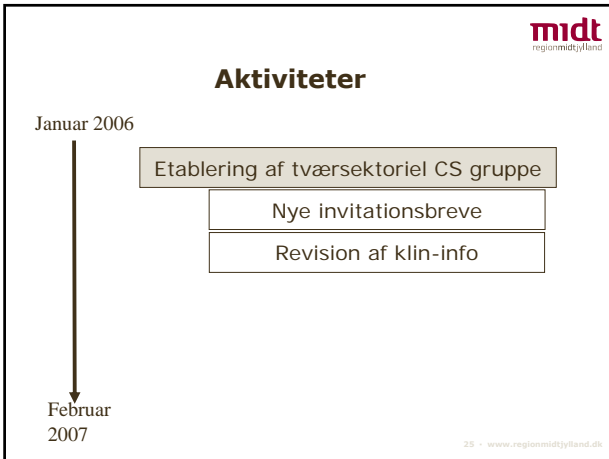 midt
regionmidtjylland
Aktiviteter
Januar 2006
Etablering af tværsektoriel CS gruppe
Nye invitationsbreve
Revision af klin-info
Februar
2007
25 - www.regionmidtjylland.dk